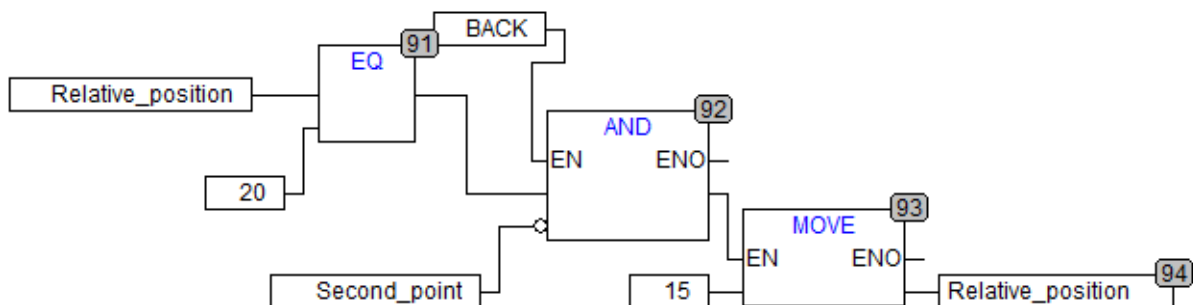 91
BACK
EQ
Relative_position
92
AND
EN ENO
20
93
MOVE
EN ENO
94
Second_point
15
Relative_position